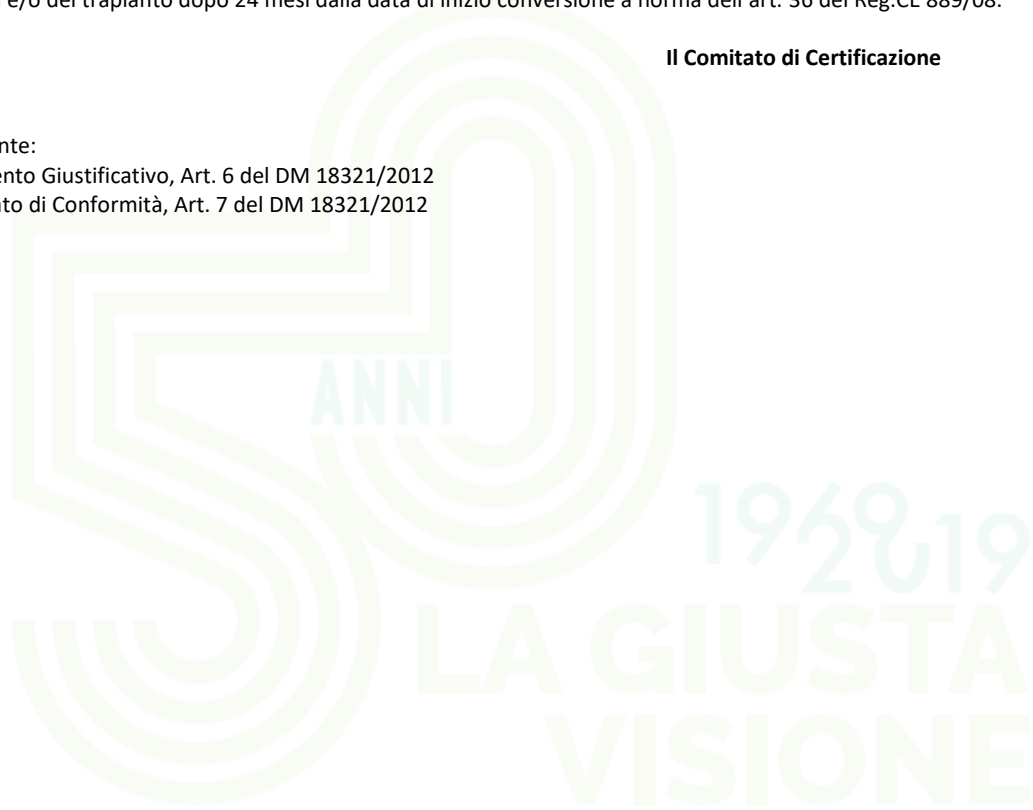 e/o del trapianto dopo 24 mesi dalla data di inizio conversione a norma dell'art. 36 del Reg.CE 889/08.
Il Comitato di Certificazione
nte:
ento Giustificativo, Art. 6 del DM 18321/2012
to di Conformità, Art. 7 del DM 18321/2012
50
ANNI
1969
2019
LA GIUSTA
VISIONE